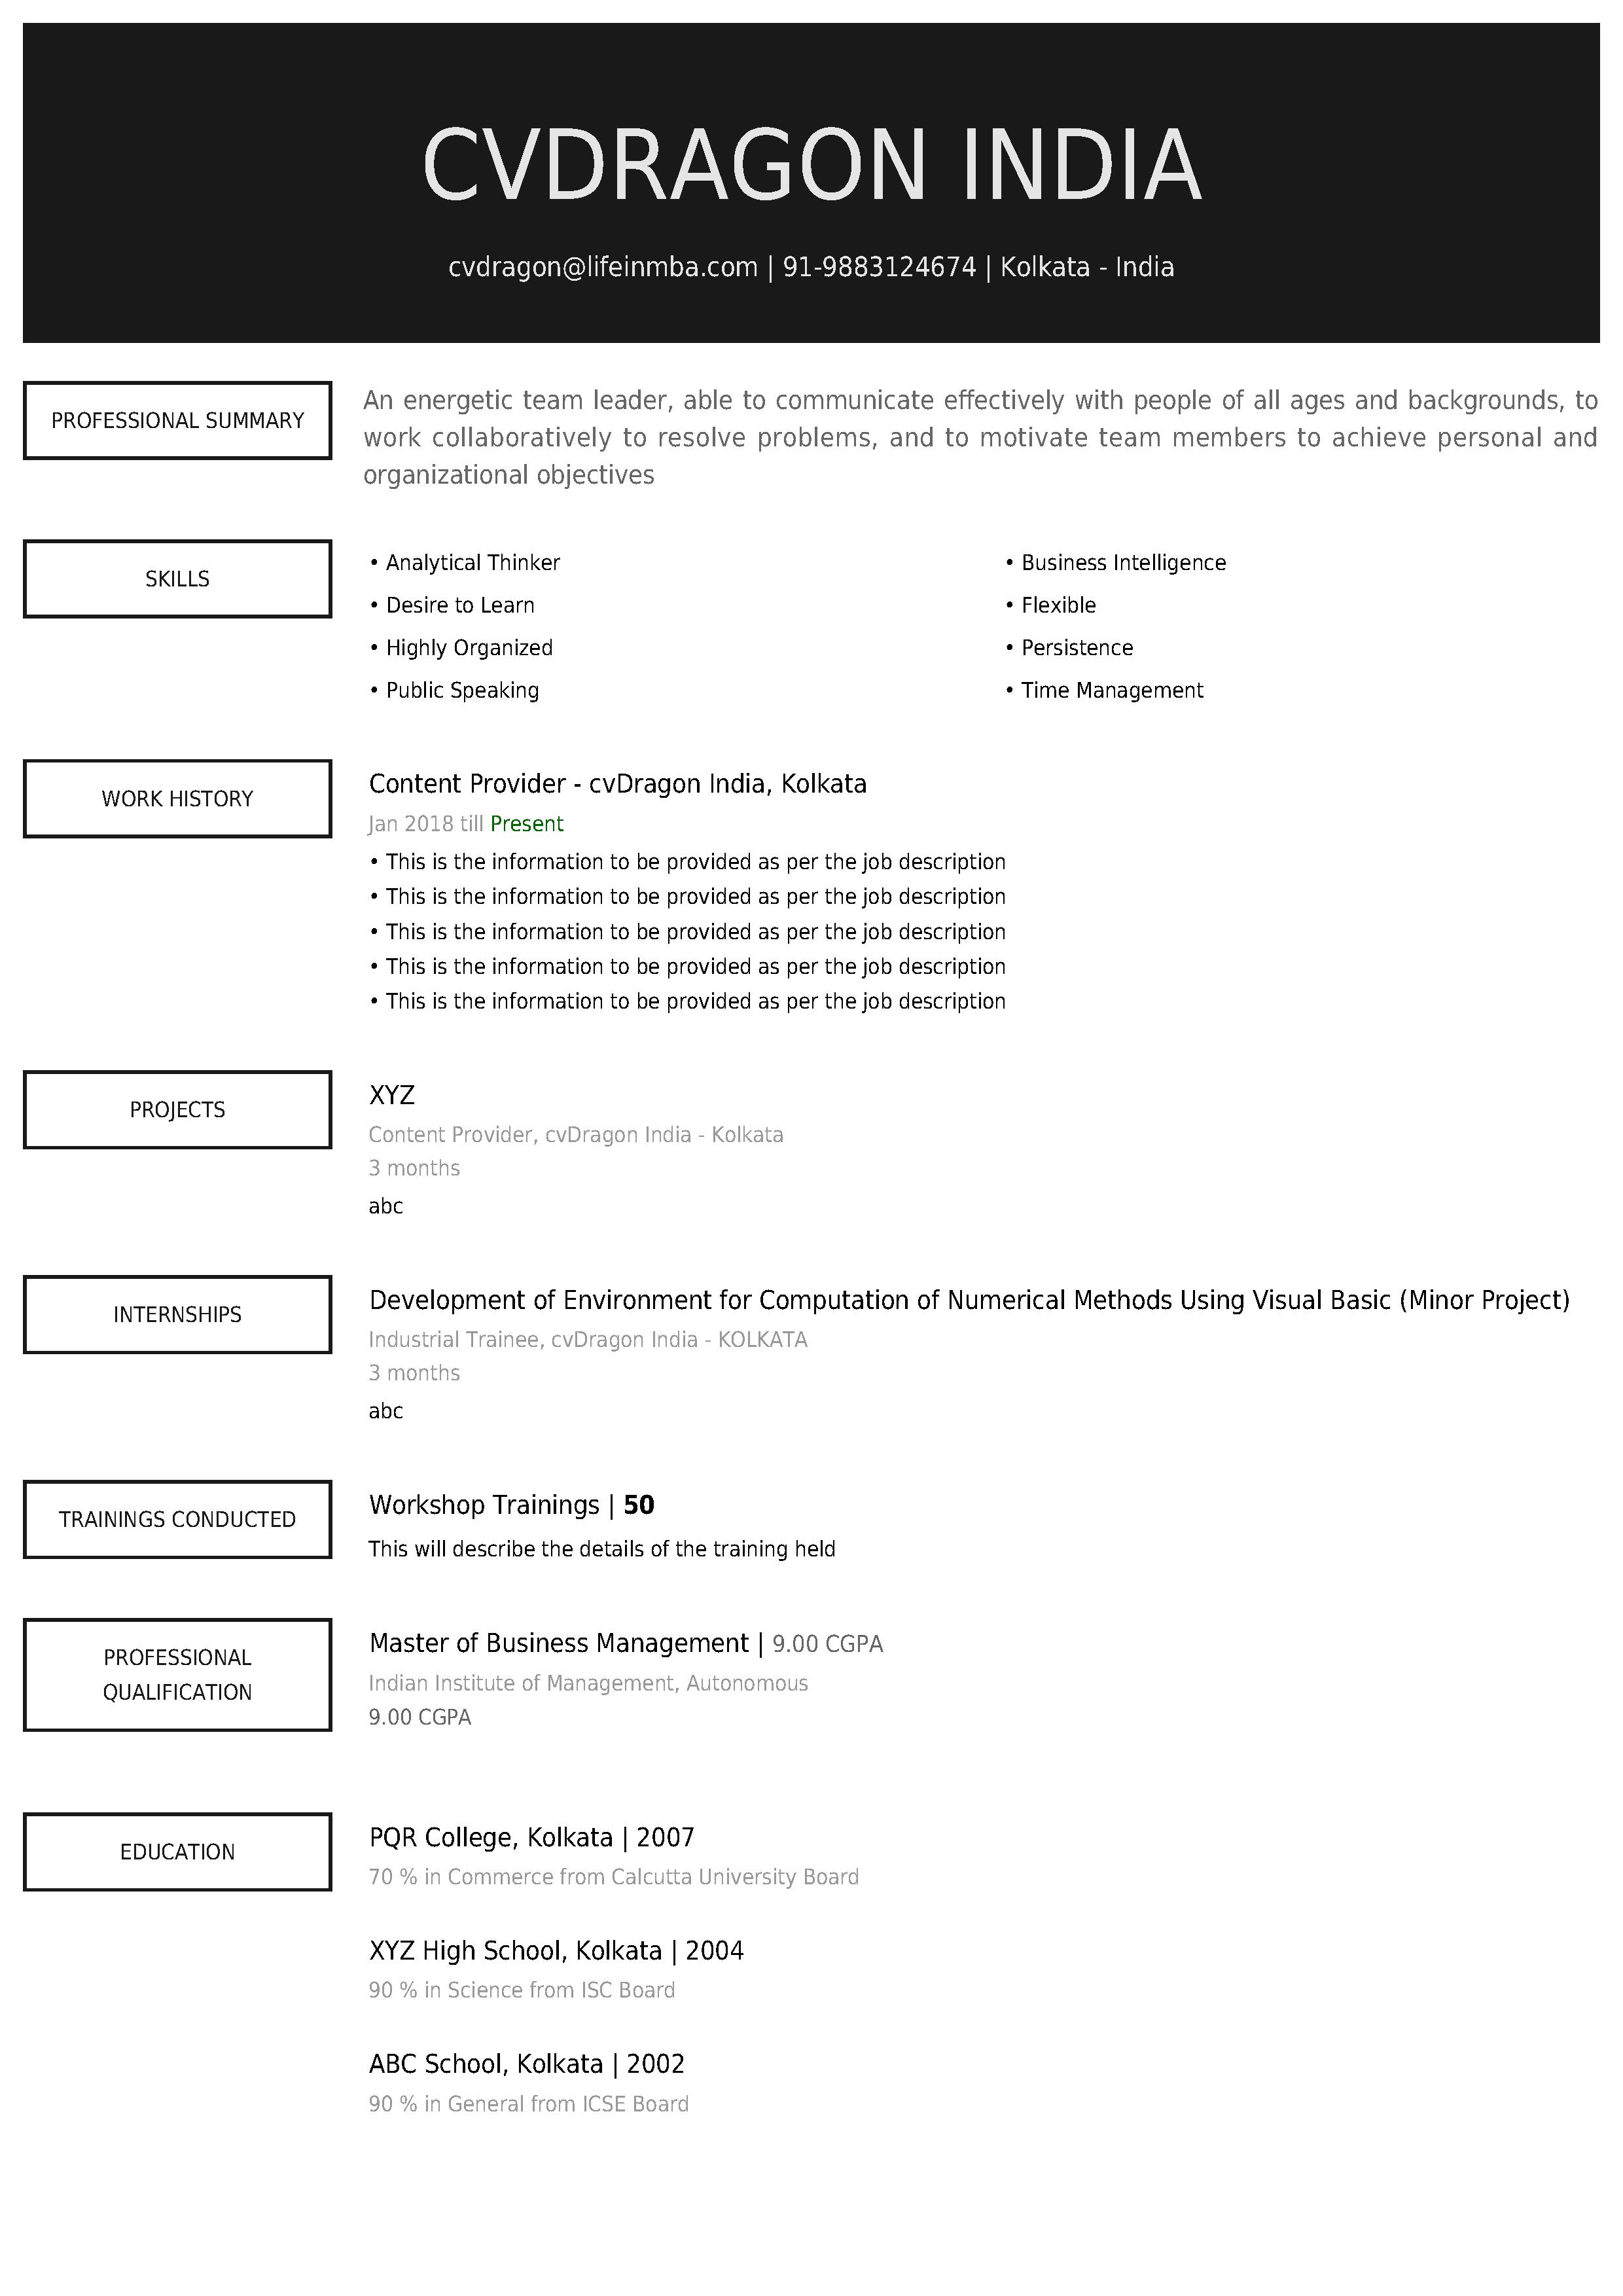 CVDRAGON INDIA
cvdragon@lifeinmba.com | 91-9883124674 | Kolkata - India
PROFESSIONAL SUMMARY
An energetic team leader, able to communicate effectively with people of all ages and backgrounds, to
work collaboratively to resolve problems, and to motivate team members to achieve personal and
organizational objectives
SKILLS
• Analytical Thinker
• Business Intelligence
• Desire to Learn
• Flexible
• Highly Organized
• Persistence
• Public Speaking
• Time Management
WORK HISTORY
Content Provider - cvDragon India, Kolkata
Jan 2018 till Present
• This is the information to be provided as per the job description
• This is the information to be provided as per the job description
• This is the information to be provided as per the job description
• This is the information to be provided as per the job description
• This is the information to be provided as per the job description
PROJECTS
XYZ
Content Provider, cvDragon India - Kolkata
3 months
abc
INTERNSHIPS
Development of Environment for Computation of Numerical Methods Using Visual Basic (Minor Project)
Industrial Trainee, cvDragon India - KOLKATA
3 months
abc
TRAININGS CONDUCTED
Workshop Trainings | 50
This will describe the details of the training held
PROFESSIONAL
QUALIFICATION
Master of Business Management | 9.00 CGPA
Indian Institute of Management, Autonomous
9.00 CGPA
EDUCATION
PQR College, Kolkata | 2007
70 % in Commerce from Calcutta University Board
XYZ High School, Kolkata | 2004
90 % in Science from ISC Board
ABC School, Kolkata | 2002
90 % in General from ICSE Board